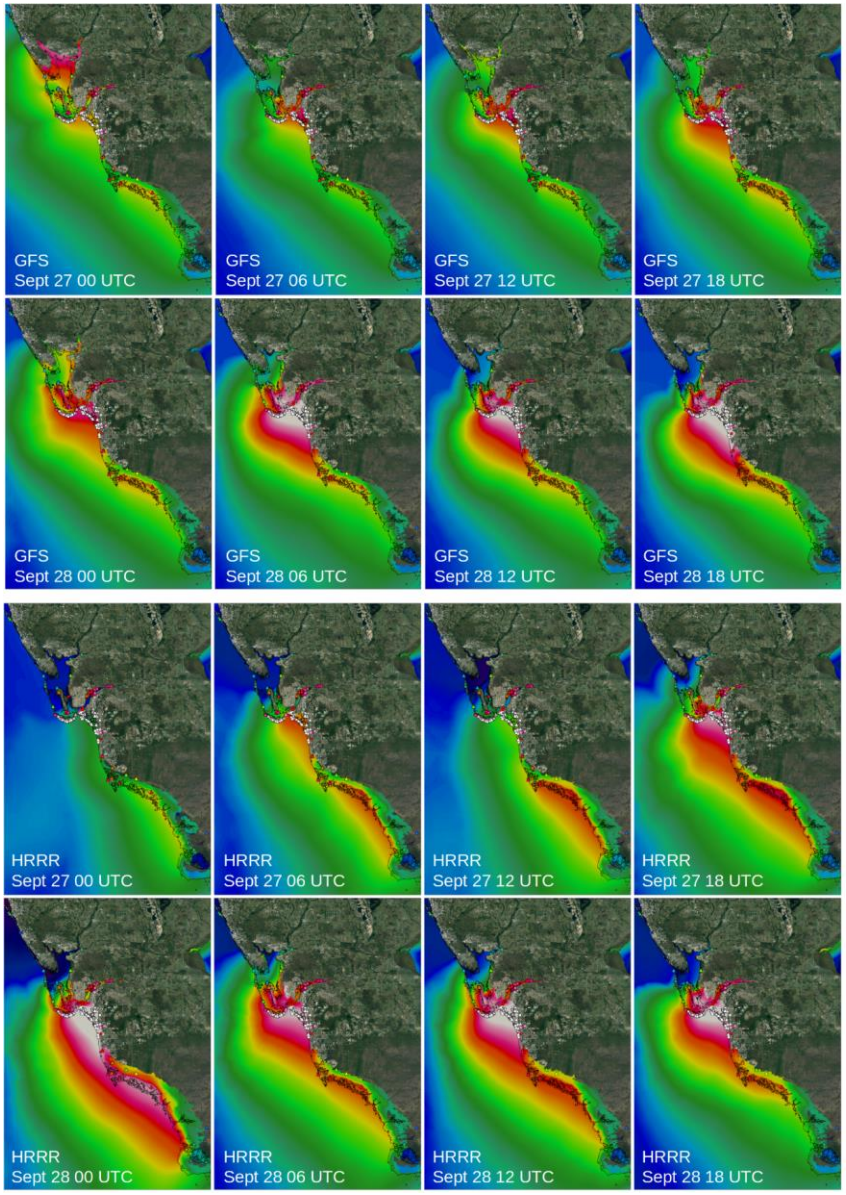 GFS
Sept 27 00 UTC
GFS
Sept 27 06 UTC
GFS
Sept 27 12 UTC
GFS
Sept 27 18 UTC
GFS
Sept 28 00 UTC
GFS
Sept 28 06 UTC
GFS
Sept 28 12 UTC
GFS
Sept 28 18 UTC
HRRR
Sept 27 00 UTC
HRRR
Sept 27 06 UTC
HRRR
Sept 27 12 UTC
HRRR
Sept 27 18 UTC
HRRR
Sept 28 00 UTC
HRRR
Sept 28 06 UTC
HRRR
Sept 28 12 UTC
HRRR
Sept 28 18 UTC